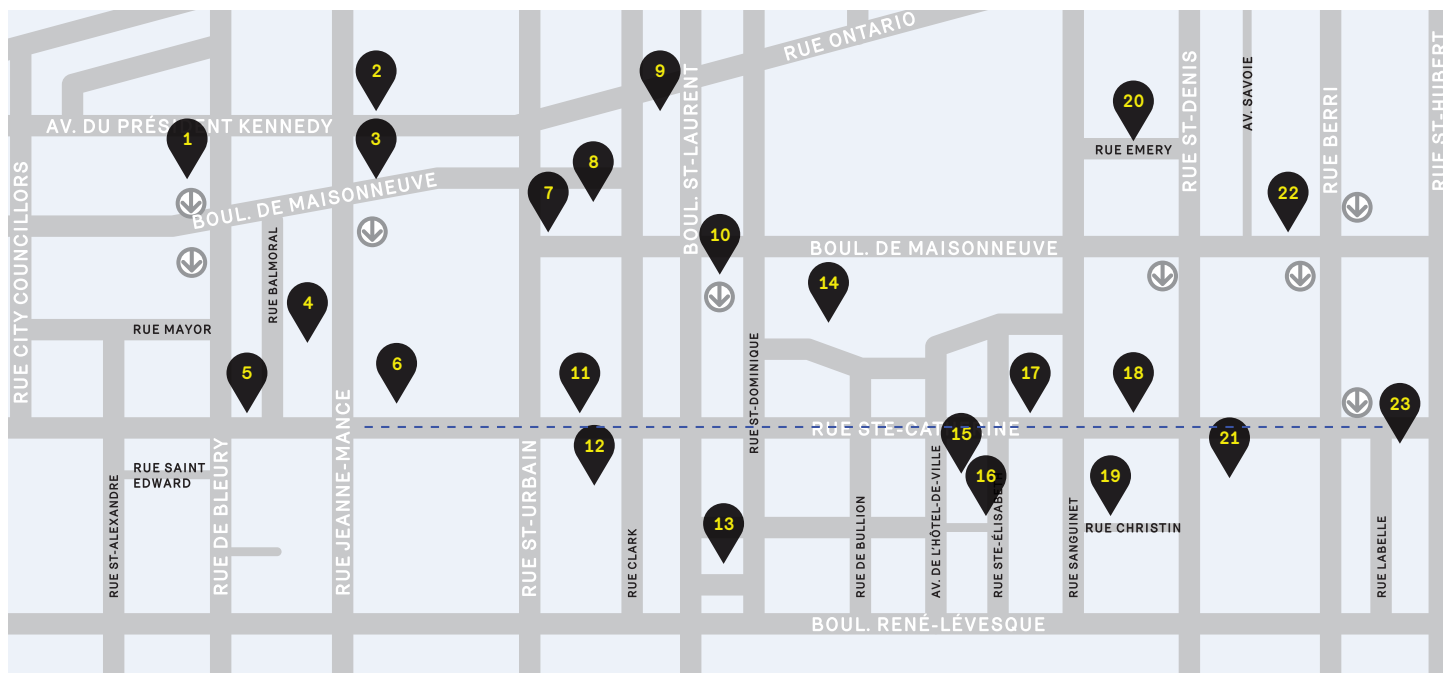 RUE ONTARIO
2
9
20
AV. DU PRÉSIDENT KENNEDY
1
3
8
7
RUE EMERY
22
BOUL. DE MAISONNEUVE
10
BOUL. DE MAISONNEUVE
14
4
RUE MAYOR
6
5
11
17
18
23
RUE STE-CATHERINE
15
21
12
16
19
RUE SAINT
EDWARD
13
RUE CHRISTIN
BOUL. RENÉ-LÉVESQUE
RUE CITY COUNCILLORS
RUE ST-ALEXANDRE
RUE DE BLEURY
RUE BALMORAL
RUE JEANNE-MANCE
RUE ST-URBAIN
RUE CLARK
BOUL. ST-LAURENT
RUE ST-DOMINIQUE
RUE DE BULLION
AV. DE L'HÔTEL-DE-VILLE
RUE STE-ÉLISABETH
RUE SANGUINET
RUE ST-DENIS
AV. SAVOIE
RUE BERRI
RUE LABELLE
RUE ST-HUBERT